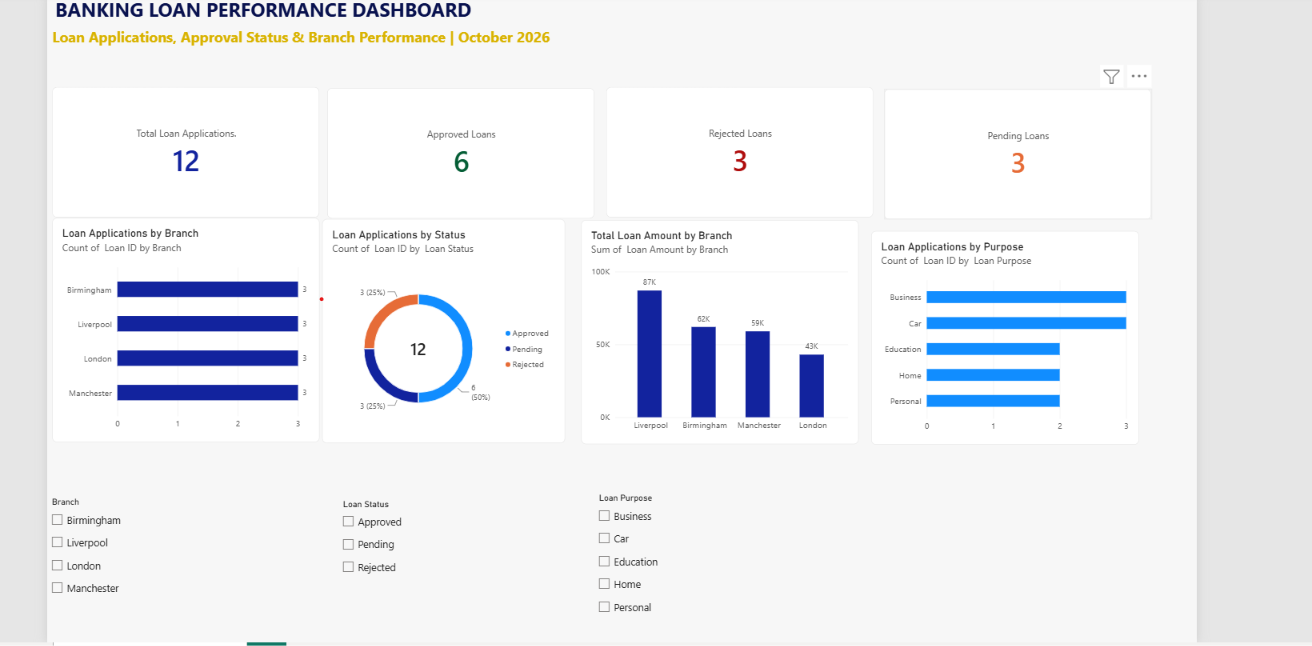 BANKING LOAN PERFORMANCE DASHBOARD
Loan Applications, Approval Status & Branch Performance | October 2026
Total Loan Applications.
12
Approved Loans
6
Rejected Loans
3
Pending Loans
3
Loan Applications by Branch
Count of Loan ID by Branch
Birmingham 3
Liverpool 3
London 3
Manchester 3
0 1 2 3
Loan Applications by Status
Count of Loan ID by Loan Status
3 (25%)
12
6
(50%)
3 (25%)
Approved
Pending
Rejected
Total Loan Amount by Branch
Sum of Loan Amount by Branch
100K
50K
0K
87K
62K
59K
43K
Liverpool Birmingham Manchester London
Loan Applications by Purpose
Count of Loan ID by Loan Purpose
Business
Car
Education
Home
Personal
0 1 2 3
Branch
Birmingham
Liverpool
London
Manchester
Loan Status
Approved
Pending
Rejected
Loan Purpose
Business
Car
Education
Home
Personal